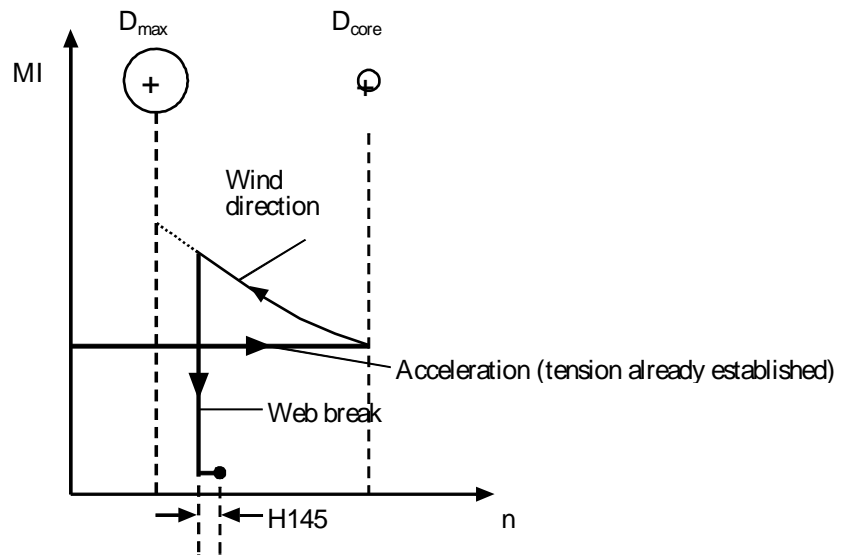 D_max D_core
MI
Wind
direction
Acceleration (tension already established)
Web break
H145 n